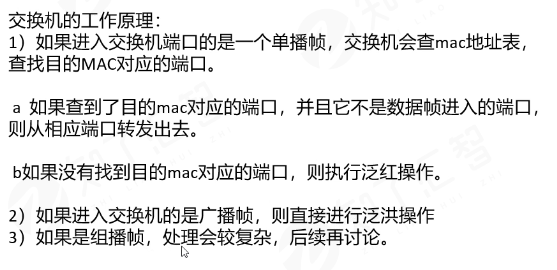 交换机的工作原理：
1）如果进入交换机端口的是一个单播帧，交换机会查mac地址表，
查找目的MAC对应的端口。
a 如果查到了目的mac对应的端口，并且它不是数据帧进入的端口，
则从相应端口转发出去。
b如果没有找到目的mac对应的端口，则执行泛红操作。
2）如果进入交换机的是广播帧，则直接进行泛洪操作
3）如果是组播帧，处理会较复杂，后续再讨论。